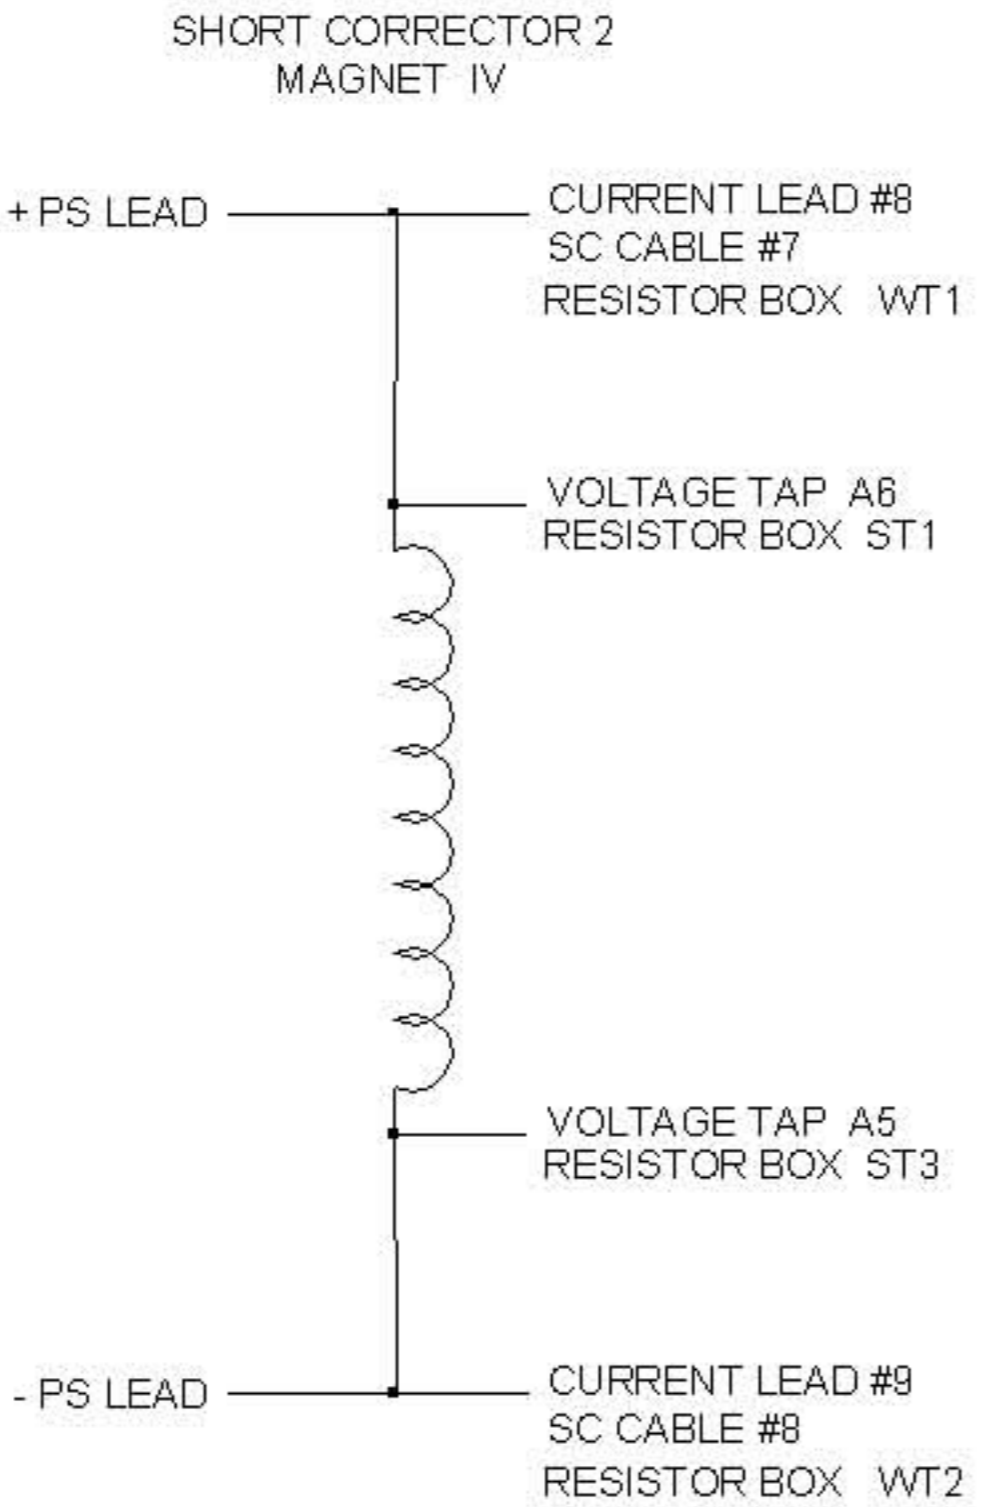 SHORT CORRECTOR 2
MAGNET IV
+ PS LEAD
CURRENT LEAD #8
SC CABLE #7
RESISTOR BOX WT1
VOLTAGE TAP A6
RESISTOR BOX ST1
VOLTAGE TAP A5
RESISTOR BOX ST3
- PS LEAD
CURRENT LEAD #9
SC CABLE #8
RESISTOR BOX WT2